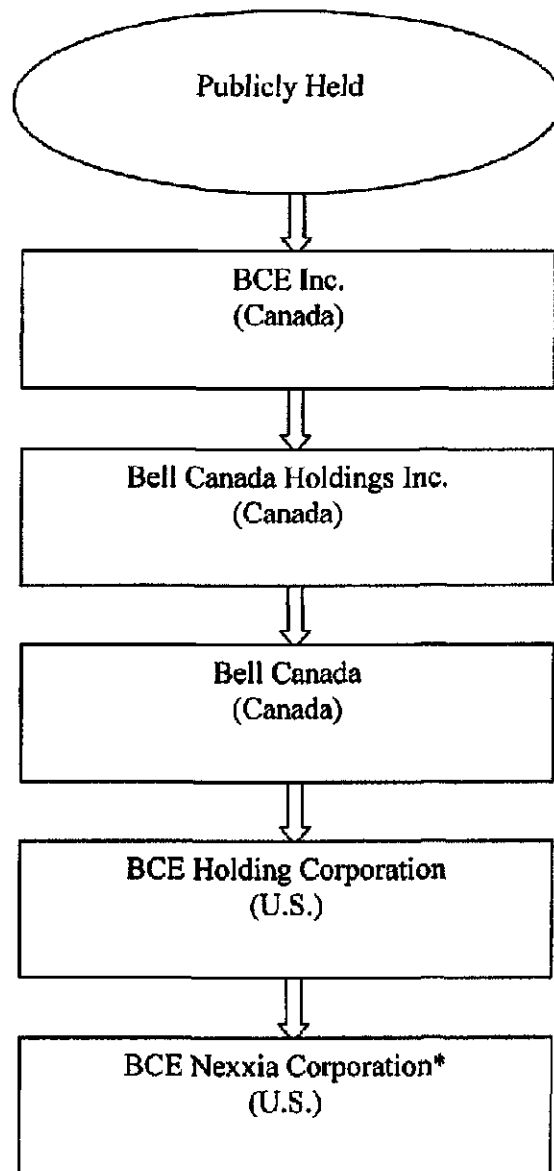 Publicly Held
BCE Inc.
(Canada)
Bell Canada Holdings Inc.
(Canada)
Bell Canada
(Canada)
BCE Holding Corporation
(U.S.)
BCE Nexxia Corporation*
(U.S.)